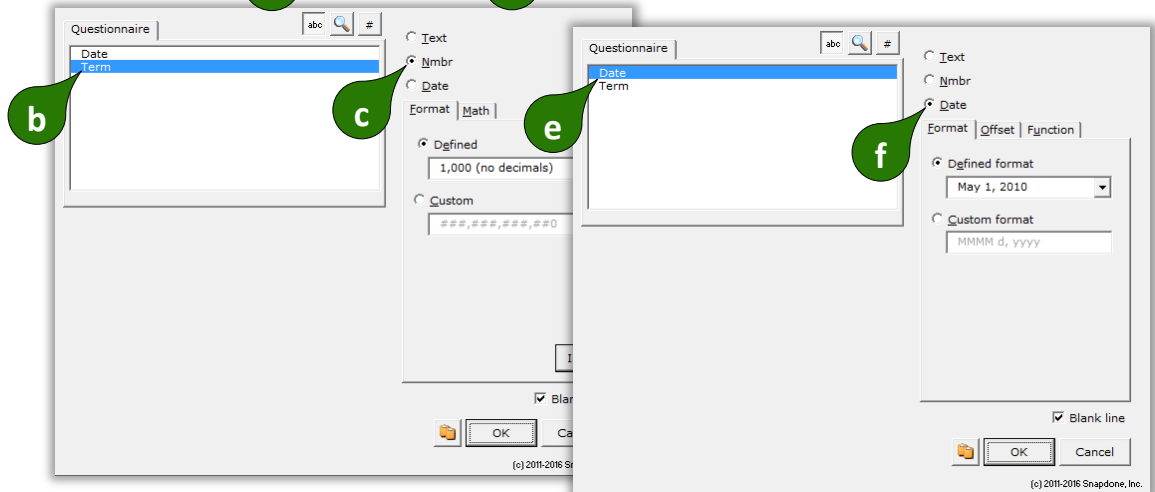 Questionnaire
abc
#
Date
Term
b
Text
Nmbr
Date
c
Format
Math
Defined
1,000 (no decimals)
Custom
###,###,###,##0
OK
(c) 2011-2016
Questionnaire
abc
#
Date
Term
e
Text
Nmbr
Date
f
Format
Offset
Function
Defined format
May 1, 2010
Custom format
MMMM d, yyyy
Blank line
OK
Cancel
(c) 2011-2016 Snapdone, Inc.